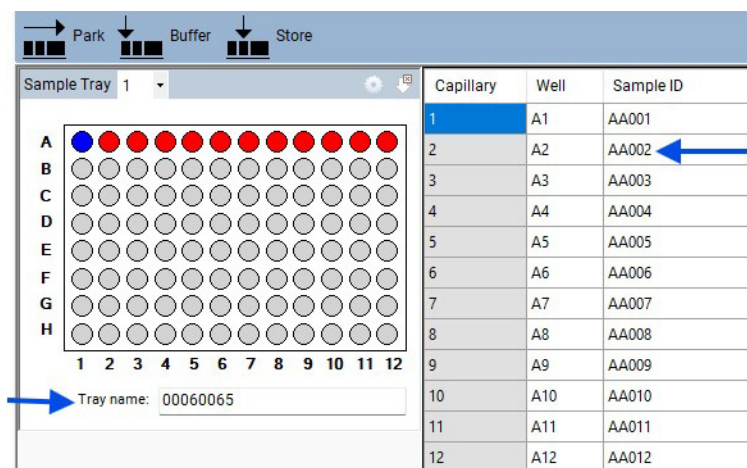 Park Buffer Store
Sample Tray 1
A
B
C
D
E
F
G
H
1 2 3 4 5 6 7 8 9 10 11 12
Tray name: 00060065
Capillary Well Sample ID
1 A1 AA001
2 A2 AA002
3 A3 AA003
4 A4 AA004
5 A5 AA005
6 A6 AA006
7 A7 AA007
8 A8 AA008
9 A9 AA009
10 A10 AA010
11 A11 AA011
12 A12 AA012